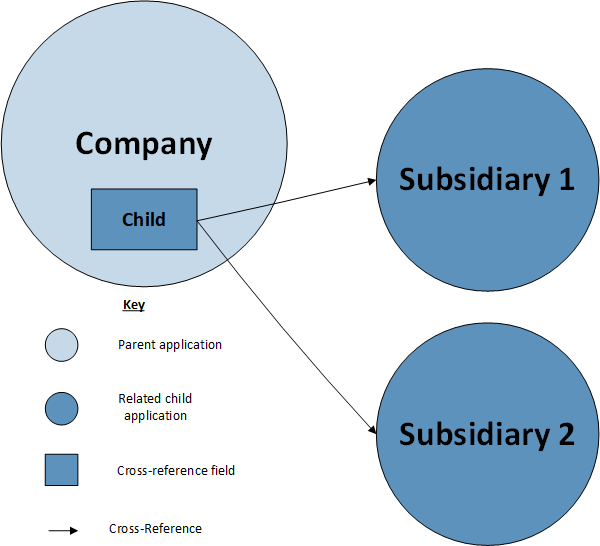 Company
Child
Subsidiary 1
Subsidiary 2
Key
Parent application
Related child
application
Cross-reference field
Cross-Reference